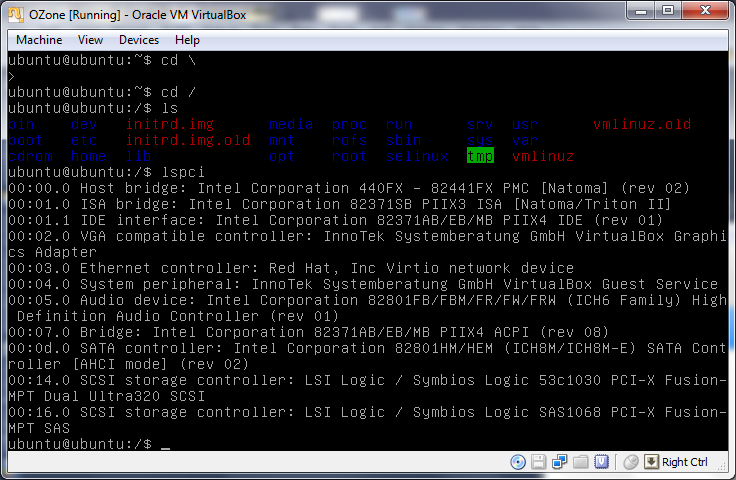 OZone [Running] - Oracle VM VirtualBox
Machine View Devices Help
ubuntu@ubuntu:~$ cd \
>
ubuntu@ubuntu:~$ cd /
ubuntu@ubuntu:/$ ls
bin dev initrd.img media proc run srv usr vmlinuz.old
boot etc initrd.img.old mnt rofs sbin sys var
cdrom home lib opt root selinux tmp vmlinuz
ubuntu@ubuntu:/$ lspci
00:00.0 Host bridge: Intel Corporation 440FX - 82441FX PMC [Natoma] (rev 02)
00:01.0 ISA bridge: Intel Corporation 82371SB PIIX3 ISA [Natoma/Triton II]
00:01.1 IDE interface: Intel Corporation 82371AB/EB/MB PIIX4 IDE (rev 01)
00:02.0 VGA compatible controller: InnoTek Systemberatung GmbH VirtualBox Graphi
cs Adapter
00:03.0 Ethernet controller: Red Hat, Inc Virtio network device
00:04.0 System peripheral: InnoTek Systemberatung GmbH VirtualBox Guest Service
00:05.0 Audio device: Intel Corporation 82801FB/FBM/FR/FW/FRW (ICH6 Family) High
Definition Audio Controller (rev 01)
00:07.0 Bridge: Intel Corporation 82371AB/EB/MB PIIX4 ACPI (rev 08)
00:0d.0 SATA controller: Intel Corporation 82801HM/HEM (ICH8M/ICH8M-E) SATA Cont
roller [AHCI mode] (rev 02)
00:14.0 SCSI storage controller: LSI Logic / Symbios Logic 53c1030 PCI-X Fusion-
MPT Dual Ultra320 SCSI
00:16.0 SCSI storage controller: LSI Logic / Symbios Logic SAS1068 PCI-X Fusion-
MPT SAS
ubuntu@ubuntu:/$ _
Right Ctrl